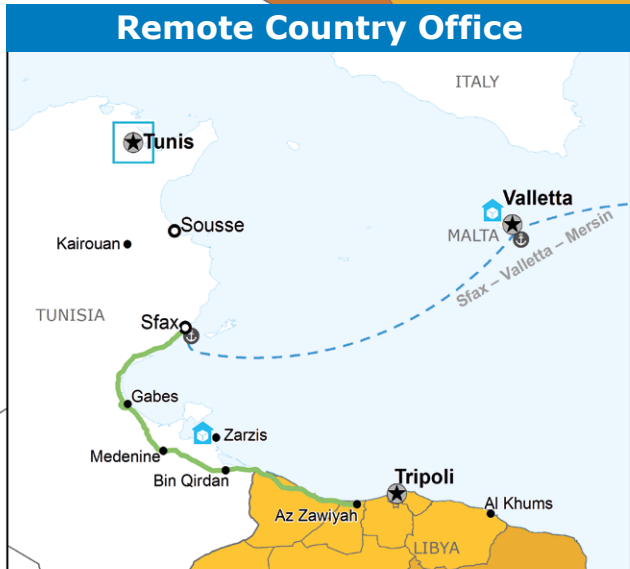 Remote Country Office
ITALY
Tunis
Valletta
Sousse
MALTA
Kairouan
Sfax – Valletta – Mersin
TUNISIA
Sfax
Gabes
Zarzis
Medenine
Bin Qirdan
Tripoli
Az Zawiyah
Al Khums
LIBYA